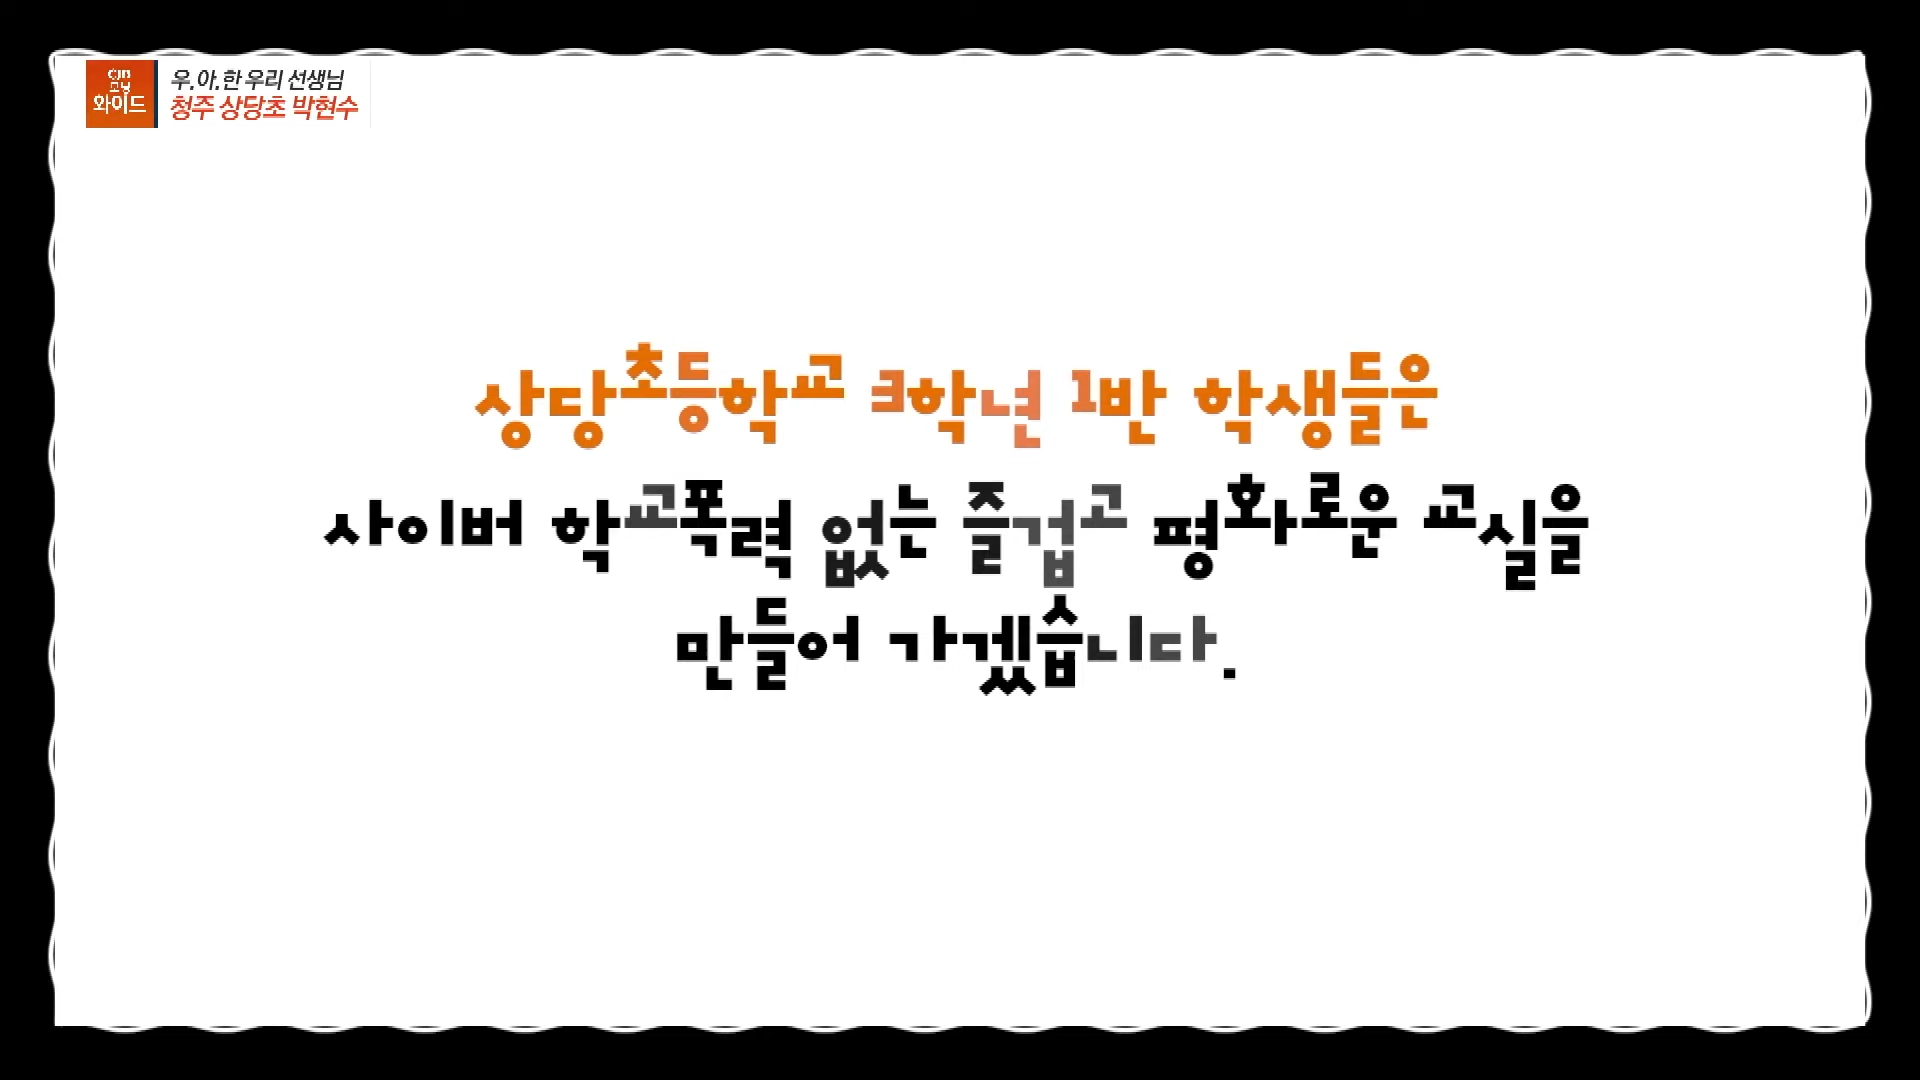 CJB
모닝
와이드
우.아.한 우리 선생님
청주 상당초 박현수
상당초등학교 3학년 1반 학생들은
사이버 학교폭력 없는 즐겁고 평화로운 교실을
만들어 가겠습니다.